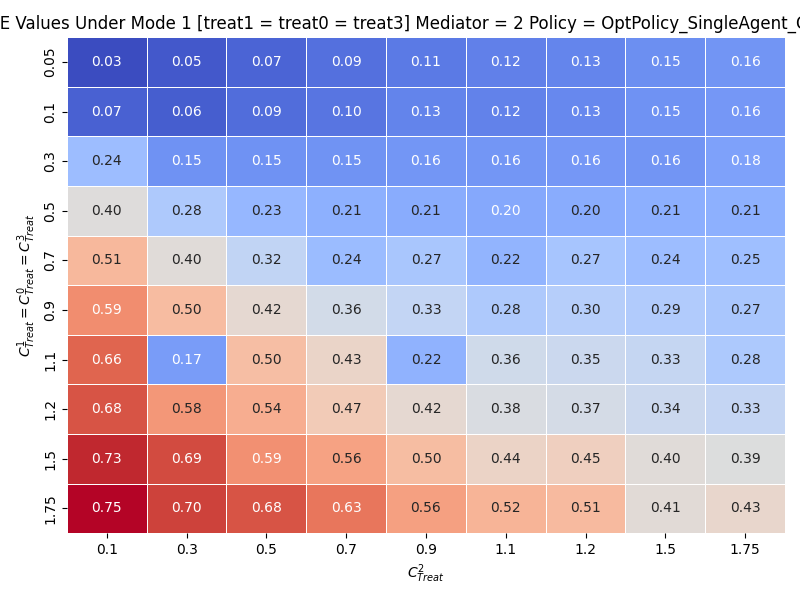 E Values Under Mode 1 [treat1 = treat0 = treat3] Mediator = 2 Policy = OptPolicy_SingleAgent_
0.05 0.03 0.05 0.07 0.09 0.11 0.12 0.13 0.15 0.16
0.1 0.07 0.06 0.09 0.10 0.13 0.12 0.13 0.15 0.16
0.3 0.24 0.15 0.15 0.15 0.16 0.16 0.16 0.16 0.18
0.5 0.40 0.28 0.23 0.21 0.21 0.20 0.20 0.21 0.21
0.7 0.51 0.40 0.32 0.24 0.27 0.22 0.27 0.24 0.25
0.9 0.59 0.50 0.42 0.36 0.33 0.28 0.30 0.29 0.27
1.1 0.66 0.17 0.50 0.43 0.22 0.36 0.35 0.33 0.28
1.2 0.68 0.58 0.54 0.47 0.42 0.38 0.37 0.34 0.33
1.5 0.73 0.69 0.59 0.56 0.50 0.44 0.45 0.40 0.39
1.75 0.75 0.70 0.68 0.63 0.56 0.52 0.51 0.41 0.43
0.1 0.3 0.5 0.7 0.9 1.1 1.2 1.5 1.75
C^1_{Treat} = C^0_{Treat} = C^3_{Treat}
C^2_{Treat}